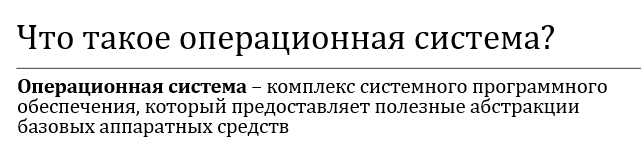 Что такое операционная система?
Операционная система – комплекс системного программного
обеспечения, который предоставляет полезные абстракции
базовых аппаратных средств